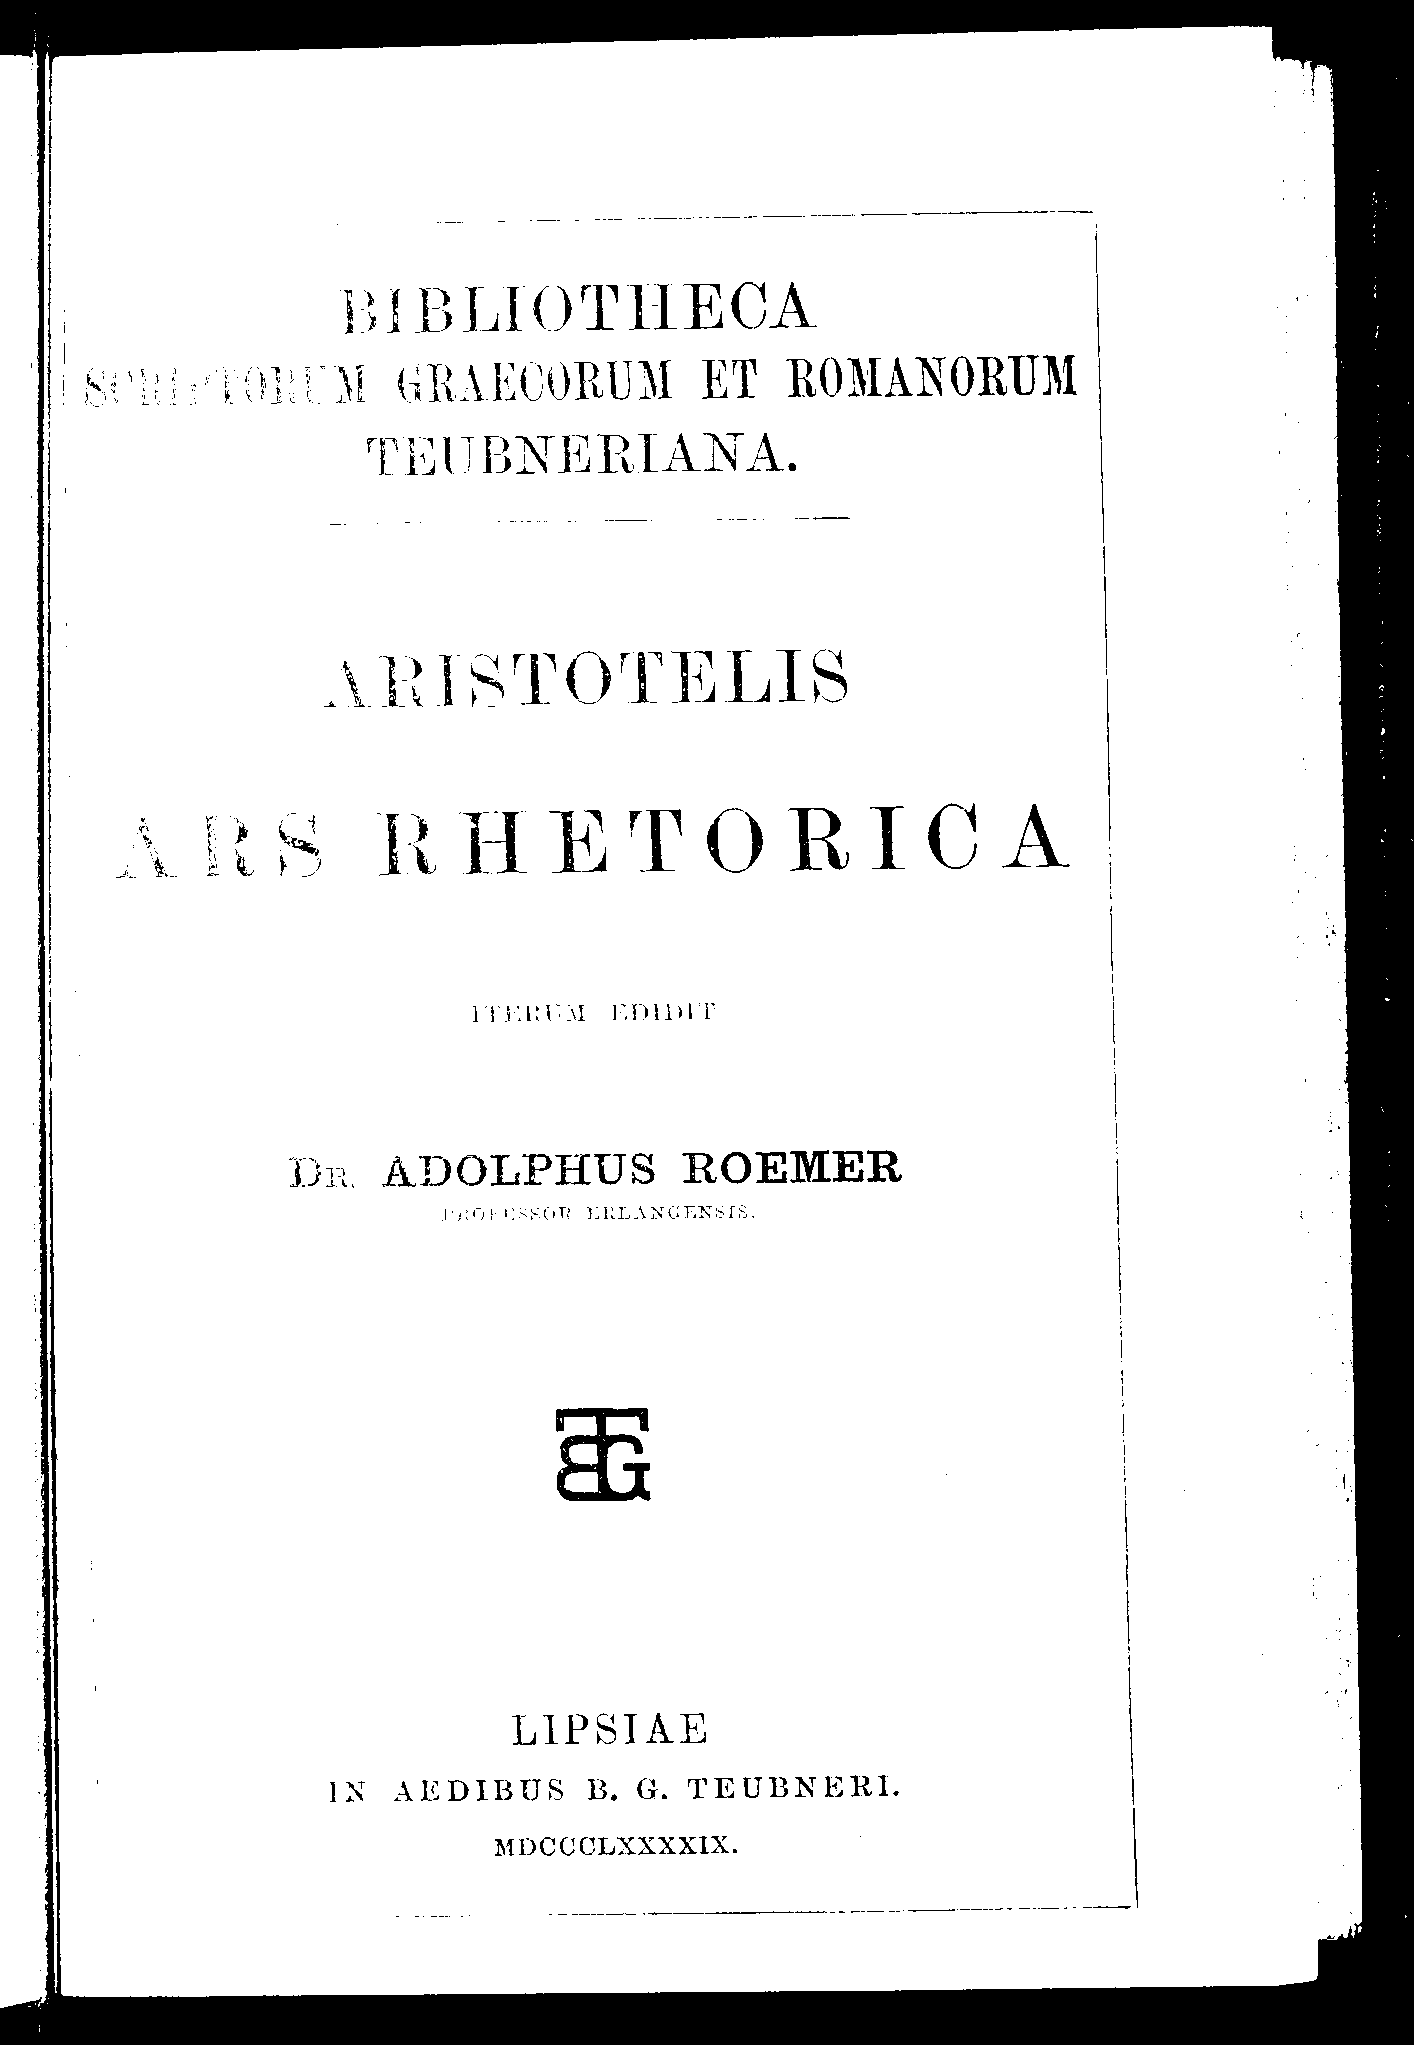 BIBLIOTHECA
SCRIPTORUM GRAECORUM ET ROMANORUM
TEUBNERIANA.
ARISTOTELIS
ARS RHETORICA
ITERUM EDIDIT
DR. ADOLPHUS ROEMER
PROFESSOR ERLANGENSIS.
BTG
LIPSIAE
IN AEDIBUS B. G. TEUBNERI.
MDCCCLXXXXIX.